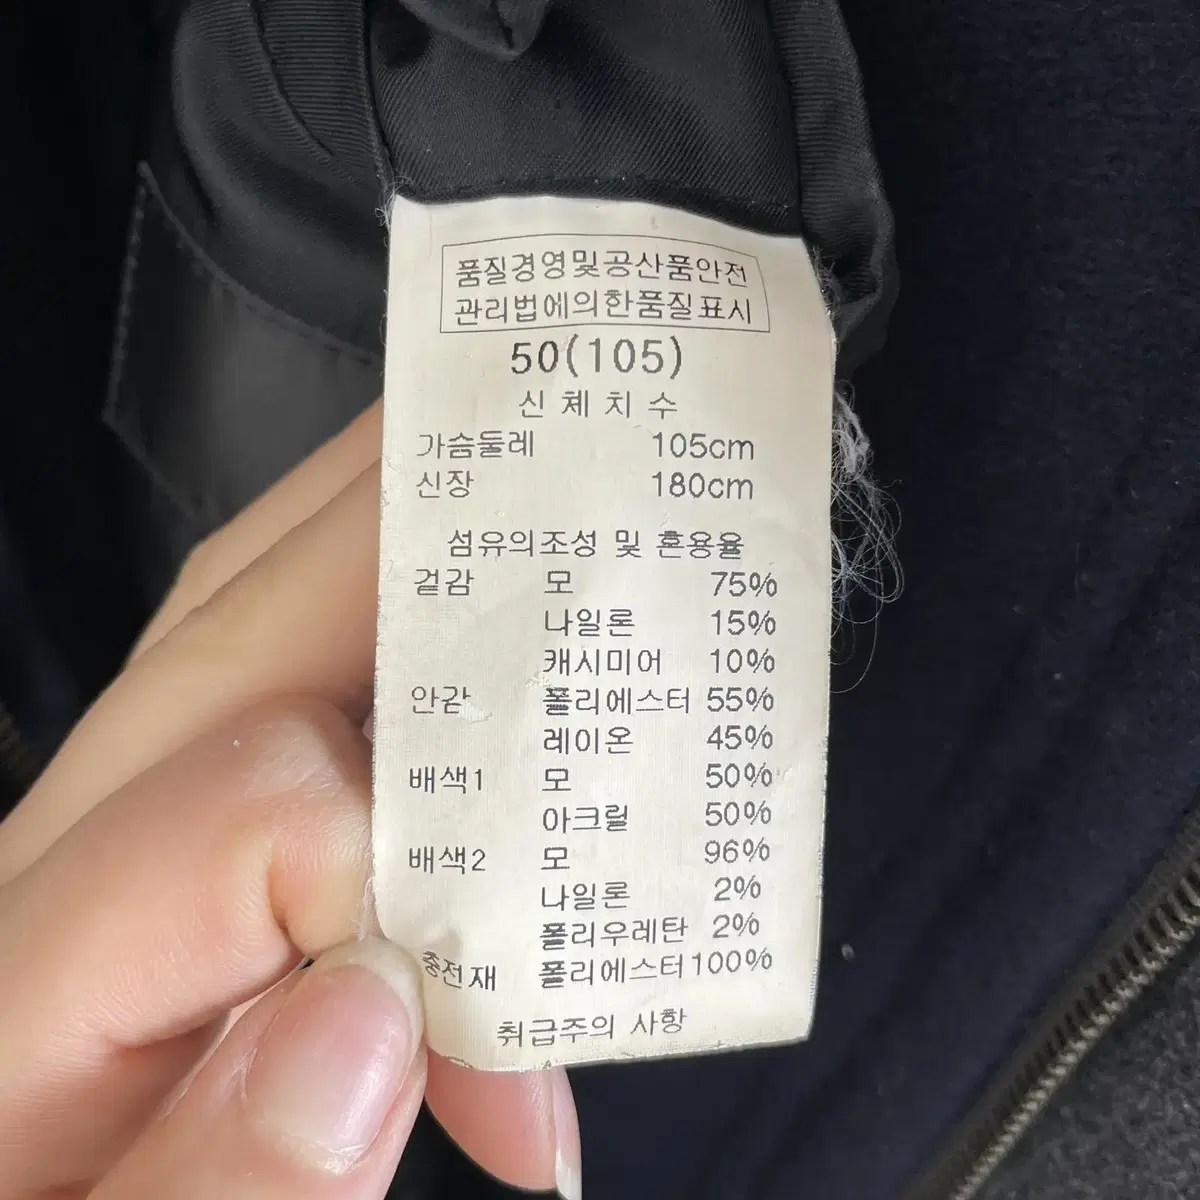 품질경영및공산품안전
관리법에의한품질표시
50(105)
신체치수
가슴둘레 105cm
신장 180cm
섬유의조성 및 혼용율
겉감 모 75%
나일론 15%
캐시미어 10%
안감 폴리에스터 55%
레이온 45%
배색1 모 50%
아크릴 50%
배색2 모 96%
나일론 2%
폴리우레탄 2%
충전재 폴리에스터 100%
취급주의 사항